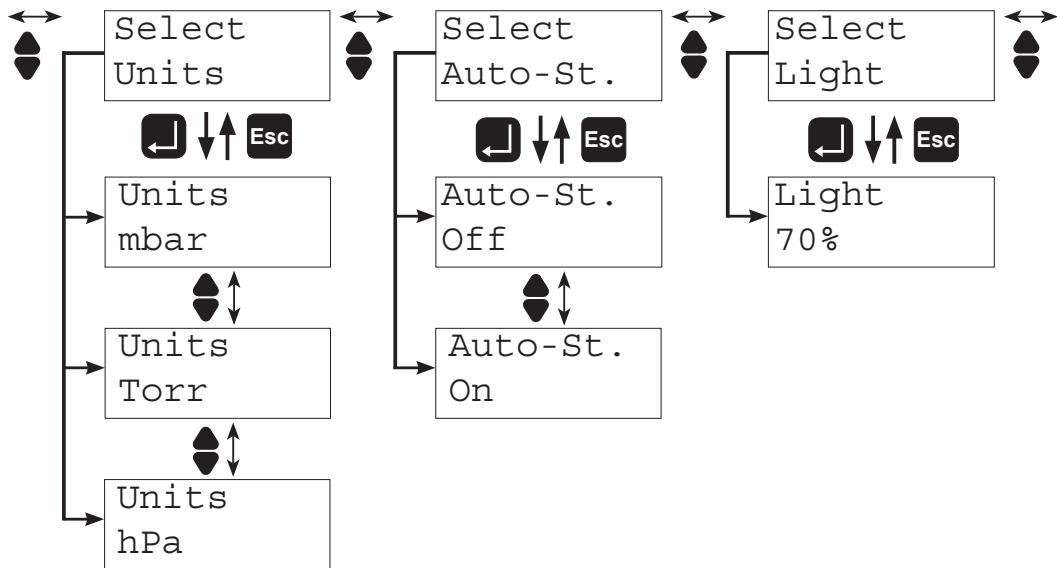 Select
Units
Esc
Units
mbar
Units
Torr
Units
hPa
Select
Auto-St.
Esc
Auto-St.
Off
Auto-St.
On
Select
Light
Esc
Light
70%